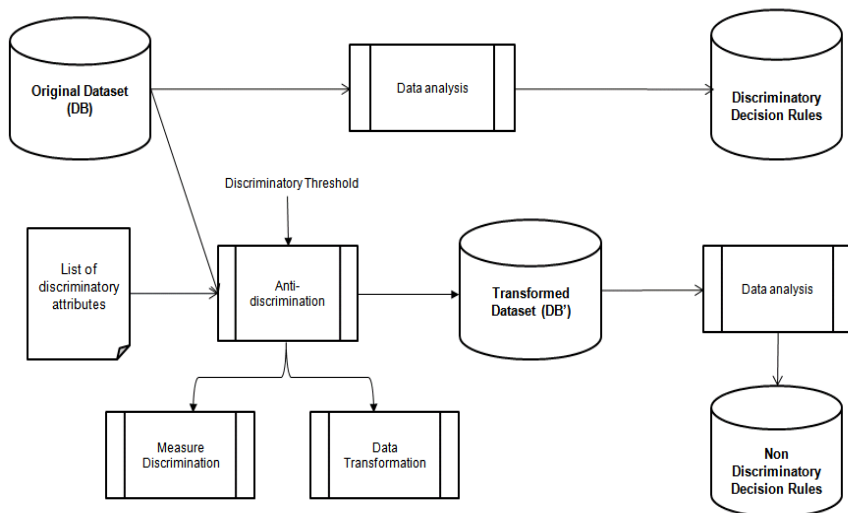 Original Dataset
(DB)
Data analysis
Discriminatory
Decision Rules
Discriminatory Threshold
List of
discriminatory
attributes
Anti-
discrimination
Transformed
Dataset (DB')
Data analysis
Measure
Discrimination
Data
Transformation
Non
Discriminatory
Decision Rules